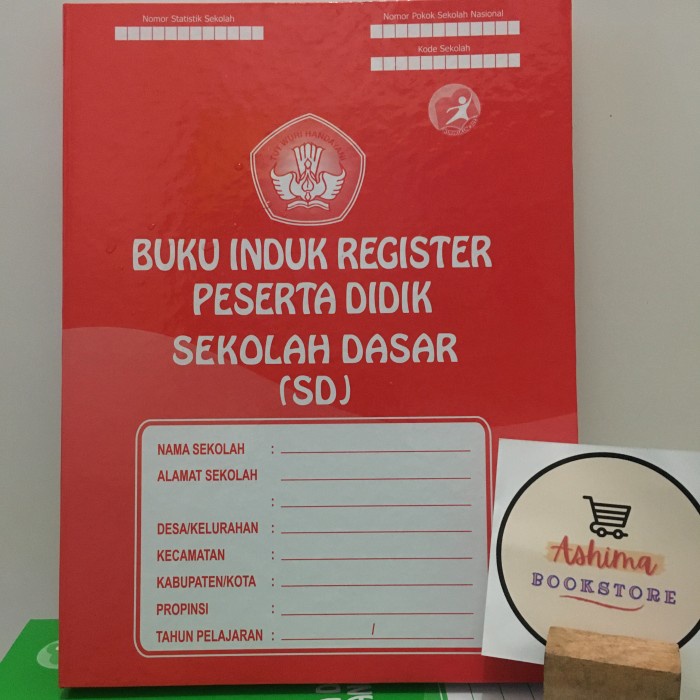 Nomor Statistik Sekolah
Nomor Pokok Sekolah Nasional
Kode Sekolah
TUT WURI HANDAYANI
BUKU INDUK REGISTER
PESERTA DIDIK
SEKOLAH DASAR
(SD)
NAMA SEKOLAH :
ALAMAT SEKOLAH
:
DESA/KELURAHAN :
KECAMATAN :
KABUPATEN/KOTA :
PROPINSI :
TAHUN PELAJARAN : /
Ashima
BOOKSTORE